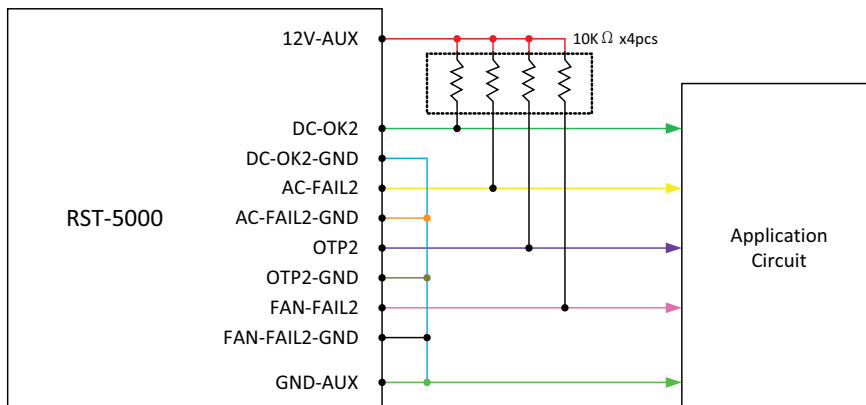 12V-AUX
10KΩ x4pcs
DC-OK2
DC-OK2-GND
AC-FAIL2
RST-5000
AC-FAIL2-GND
Application
Circuit
OTP2
OTP2-GND
FAN-FAIL2
FAN-FAIL2-GND
GND-AUX